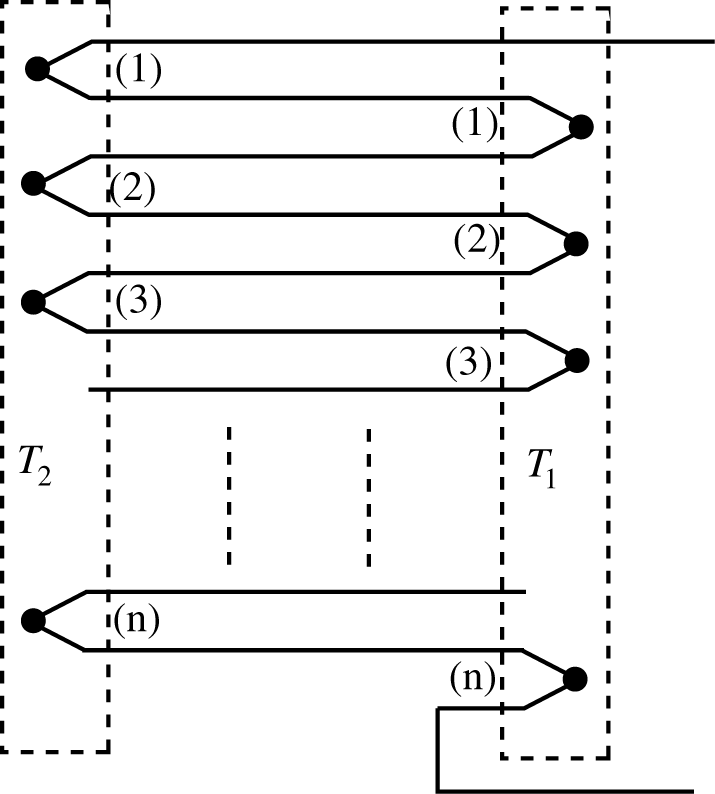 (1)
(1)
(2)
(2)
(3)
(3)
T2
T1
(n)
(n)